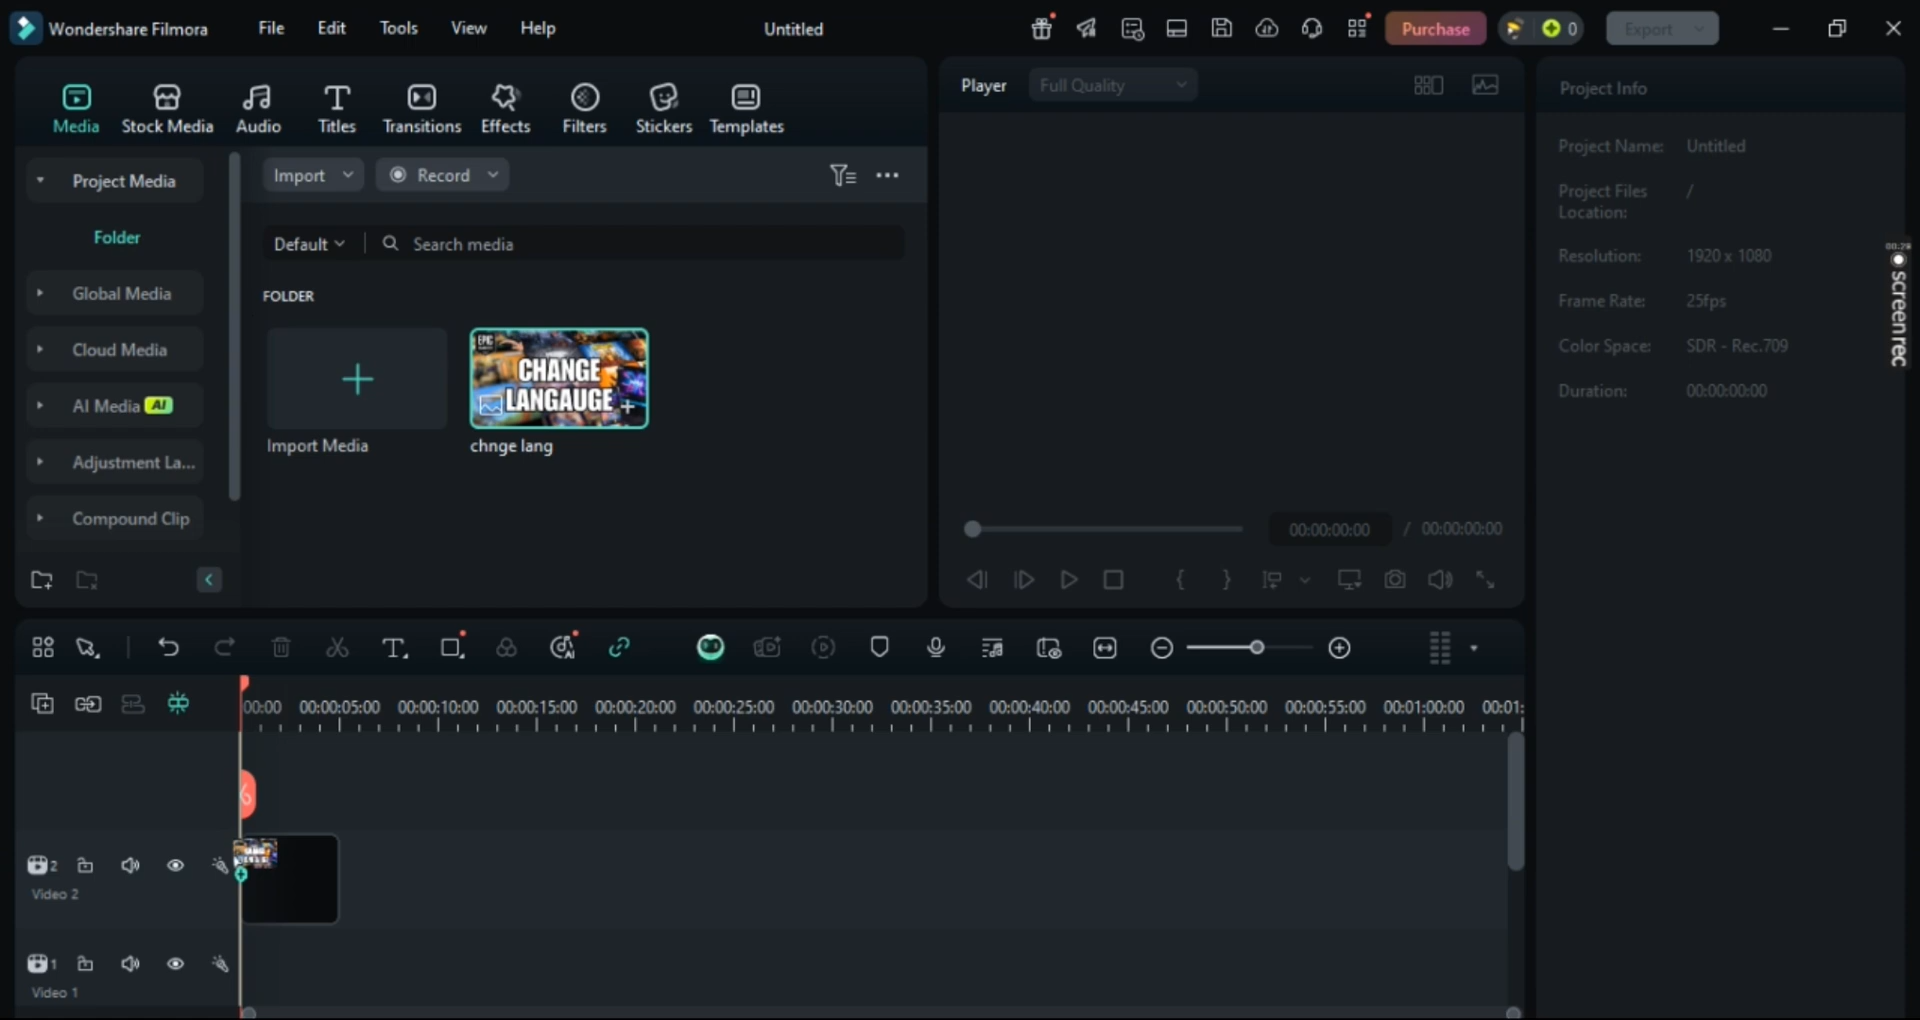 Wondershare Filmora
File
Edit
Tools
View
Help
Untitled
Purchase
0
Export
Media
Stock Media
Audio
Titles
Transitions
Effects
Filters
Stickers
Templates
Player
Full Quality
Project Info
Project Media
Folder
Global Media
Cloud Media
AI Media AI
Adjustment La...
Compound Clip
Import
Record
Default
Search media
FOLDER
EPIC
CHANGE
LANGAUGE
Import Media
chnge lang
Project Name: Untitled
Project Files Location: /
Resolution: 1920 x 1080
Frame Rate: 25fps
Color Space: SDR - Rec.709
Duration: 00:00:00:00
00:29
screenrec
00:00:00:00 / 00:00:00:00
00:00 00:00:05:00 00:00:10:00 00:00:15:00 00:00:20:00 00:00:25:00 00:00:30:00 00:00:35:00 00:00:40:00 00:00:45:00 00:00:50:00 00:00:55:00 00:01:00:00 00:01:
2
Video 2
1
Video 1